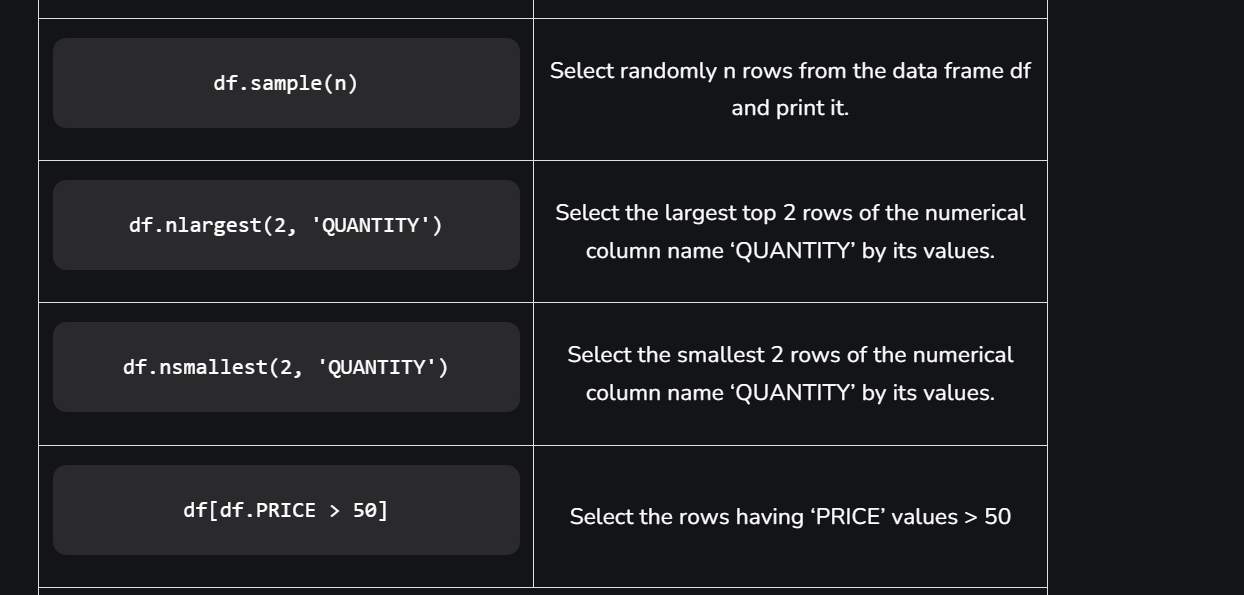 df.sample(n)
Select randomly n rows from the data frame df
and print it.
df.nlargest(2, 'QUANTITY')
Select the largest top 2 rows of the numerical
column name ‘QUANTITY’ by its values.
df.nsmallest(2, 'QUANTITY')
Select the smallest 2 rows of the numerical
column name ‘QUANTITY’ by its values.
df[df.PRICE > 50]
Select the rows having ‘PRICE’ values > 50